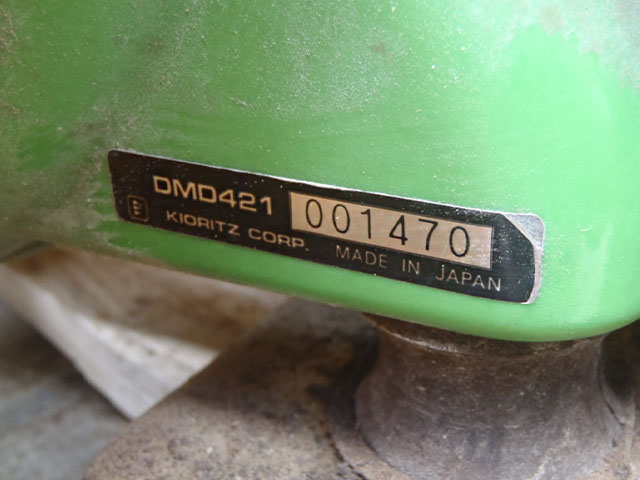 DMD421 001470
KIORITZ CORP. MADE IN JAPAN